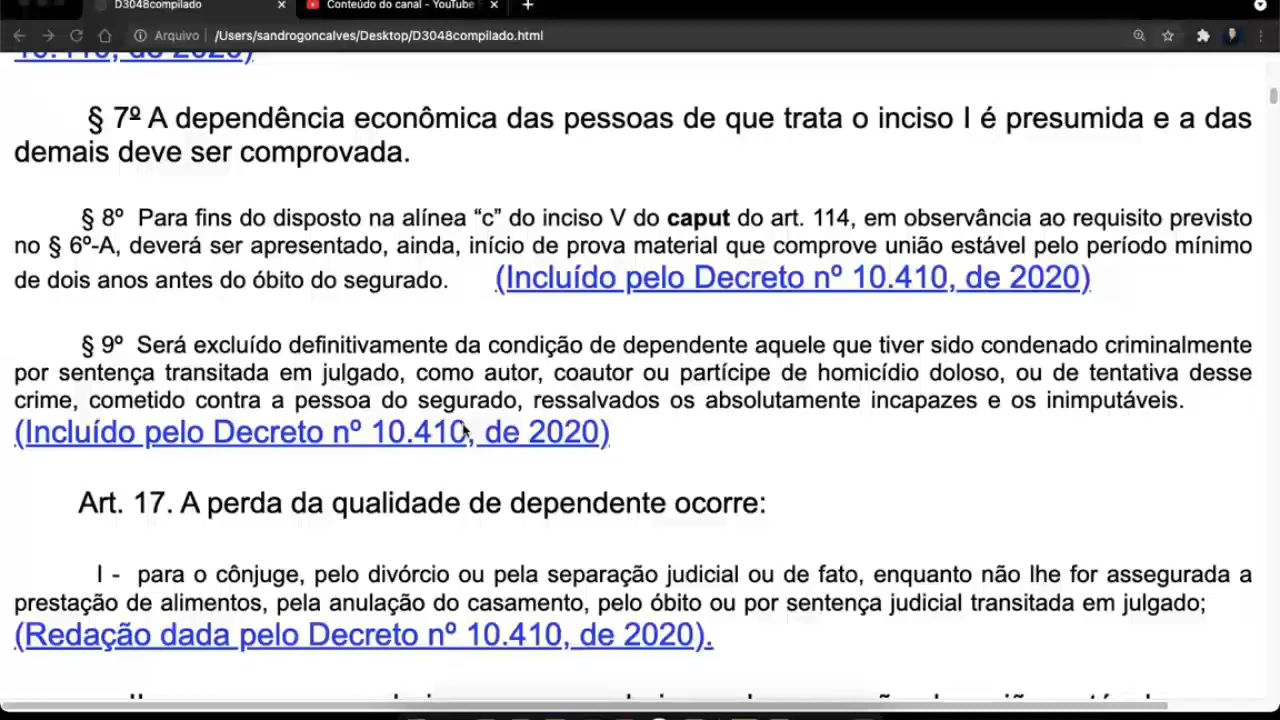 D3048compilado
Conteúdo do canal - YouTube
Arquivo /Users/sandrogoncalves/Desktop/D3048compilado.html
10.410, de 2020)
§ 7º A dependência econômica das pessoas de que trata o inciso I é presumida e a das
demais deve ser comprovada.
§ 8º Para fins do disposto na alínea “c” do inciso V do caput do art. 114, em observância ao requisito previsto
no § 6º-A, deverá ser apresentado, ainda, início de prova material que comprove união estável pelo período mínimo
de dois anos antes do óbito do segurado. (Incluído pelo Decreto nº 10.410, de 2020)
§ 9º Será excluído definitivamente da condição de dependente aquele que tiver sido condenado criminalmente
por sentença transitada em julgado, como autor, coautor ou partícipe de homicídio doloso, ou de tentativa desse
crime, cometido contra a pessoa do segurado, ressalvados os absolutamente incapazes e os inimputáveis.
(Incluído pelo Decreto nº 10.410, de 2020)
Art. 17. A perda da qualidade de dependente ocorre:
I - para o cônjuge, pelo divórcio ou pela separação judicial ou de fato, enquanto não lhe for assegurada a
prestação de alimentos, pela anulação do casamento, pelo óbito ou por sentença judicial transitada em julgado;
(Redação dada pelo Decreto nº 10.410, de 2020).